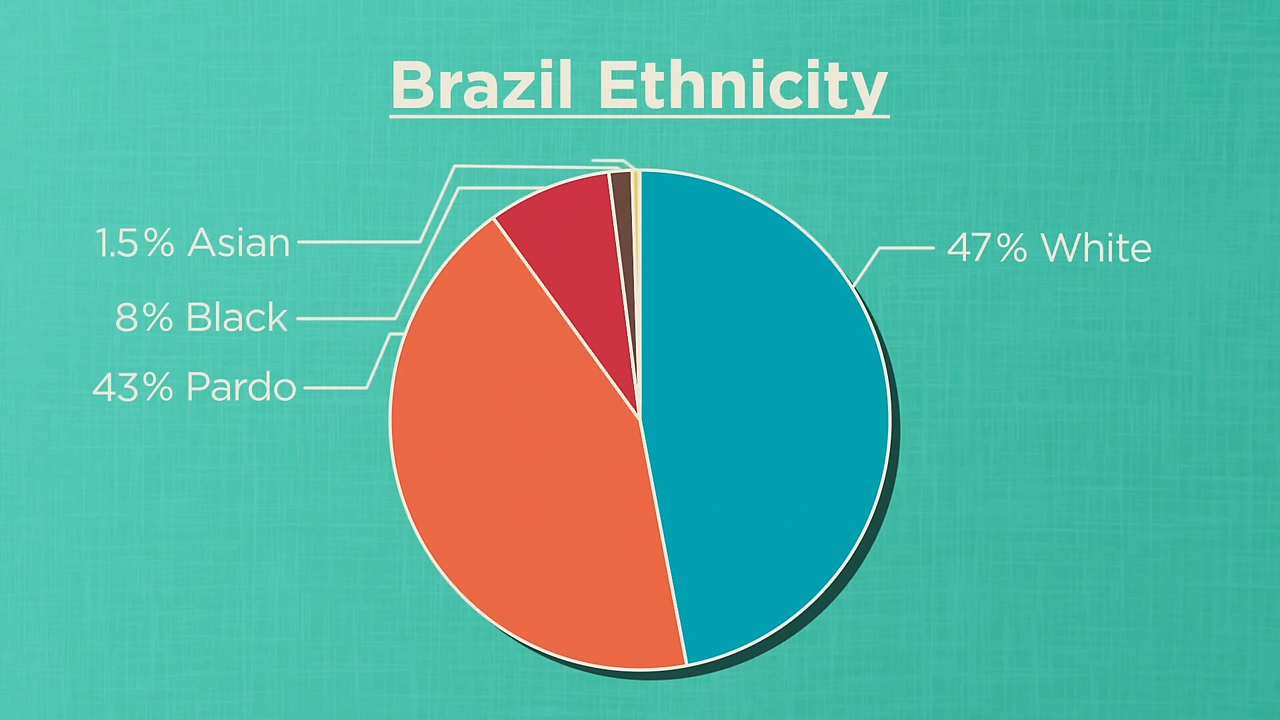 Brazil Ethnicity
1.5% Asian
47% White
8% Black
43% Pardo